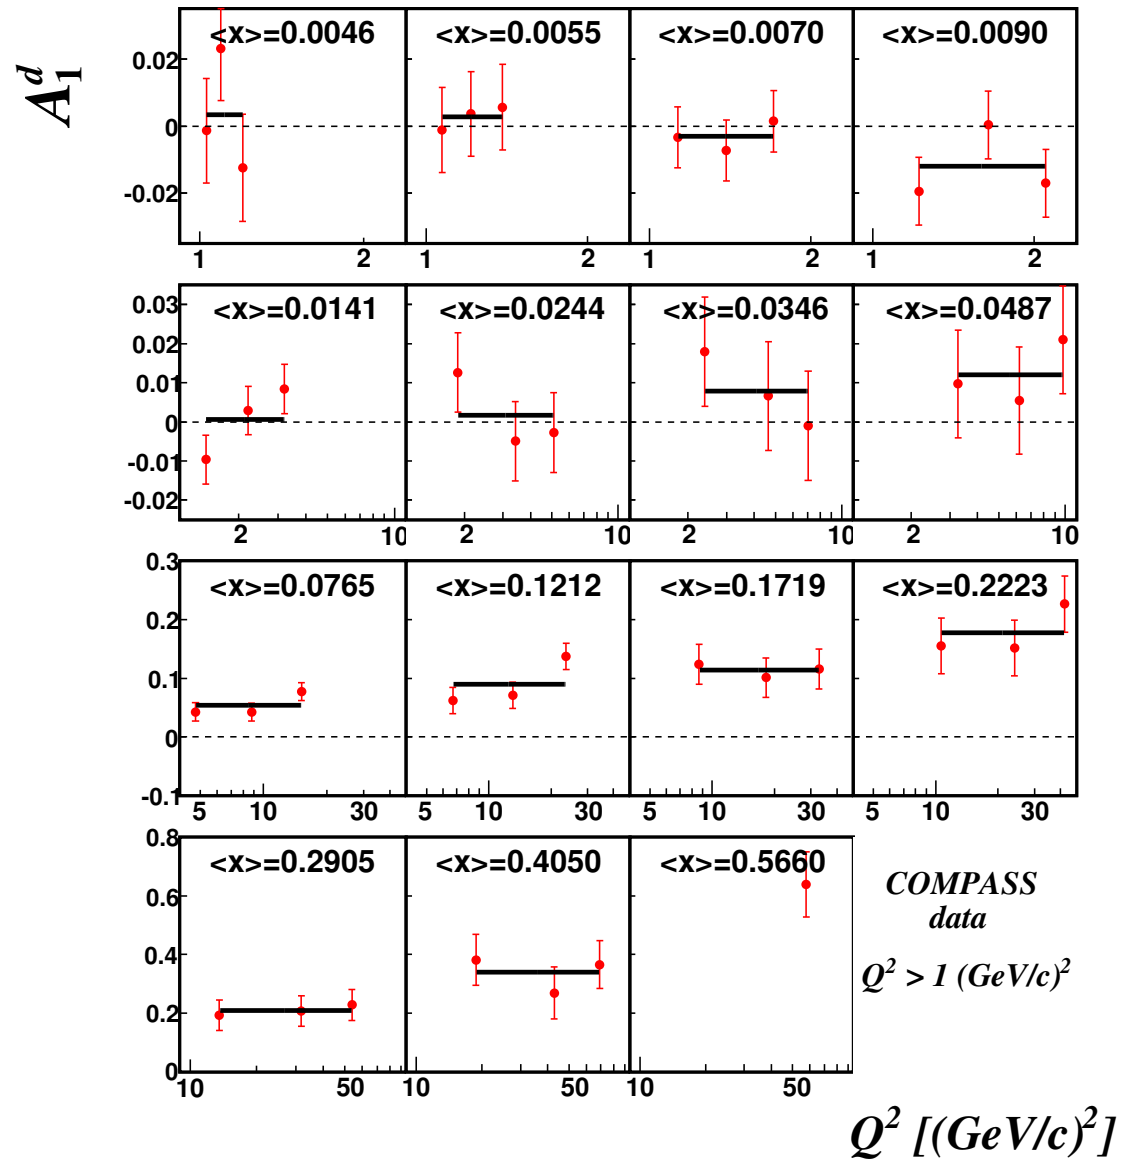 A₁ᵈ
<x>=0.0046 <x>=0.0055 <x>=0.0070 <x>=0.0090
0.02
0
-0.02
1 2 1 2 1 2 1 2
<x>=0.0141 <x>=0.0244 <x>=0.0346 <x>=0.0487
0.03
0.02
0.01
0
-0.01
-0.02
2 10 2 10 2 10 2 10
<x>=0.0765 <x>=0.1212 <x>=0.1719 <x>=0.2223
0.3
0.2
0.1
0
-0.1
5 10 30 5 10 30 5 10 30 5 10 30
<x>=0.2905 <x>=0.4050 <x>=0.5660
0.8
0.6
0.4
0.2
0
10 50 10 50 10 50
COMPASS
data
Q² > 1 (GeV/c)²
Q² [(GeV/c)²]